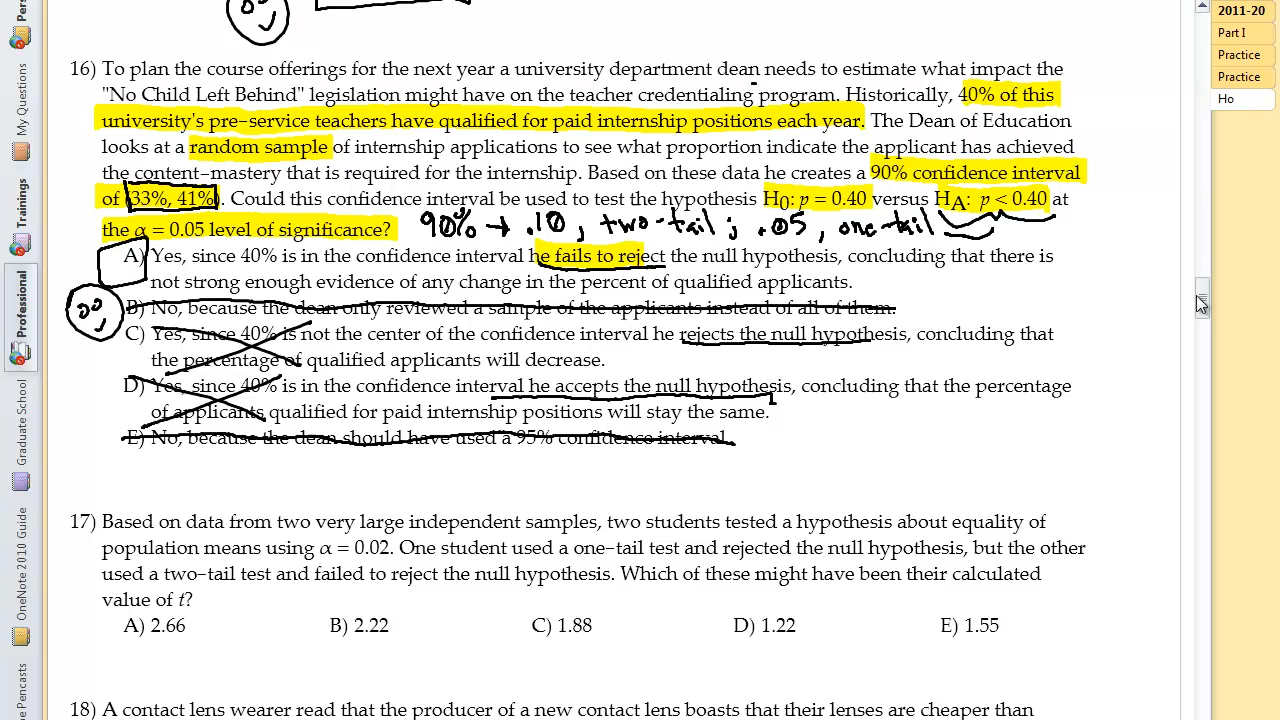 2011-20
Part I
Practice
Practice
Ho
My Questions
Trainings
Professional
Graduate School
OneNote 2010 Guide
e Pencasts
16) To plan the course offerings for the next year a university department dean needs to estimate what impact the
"No Child Left Behind" legislation might have on the teacher credentialing program. Historically, 40% of this
university's pre-service teachers have qualified for paid internship positions each year. The Dean of Education
looks at a random sample of internship applications to see what proportion indicate the applicant has achieved
the content-mastery that is required for the internship. Based on these data he creates a 90% confidence interval
of (33%, 41%). Could this confidence interval be used to test the hypothesis H0: p = 0.40 versus HA: p < 0.40 at
the α = 0.05 level of significance? 90% → .10, two-tail; .05, one-tail
A) Yes, since 40% is in the confidence interval he fails to reject the null hypothesis, concluding that there is
not strong enough evidence of any change in the percent of qualified applicants.
B) No, because the dean only reviewed a sample of the applicants instead of all of them.
C) Yes, since 40% is not the center of the confidence interval he rejects the null hypothesis, concluding that
the percentage of qualified applicants will decrease.
D) Yes, since 40% is in the confidence interval he accepts the null hypothesis, concluding that the percentage
of applicants qualified for paid internship positions will stay the same.
E) No, because the dean should have used a 95% confidence interval.
17) Based on data from two very large independent samples, two students tested a hypothesis about equality of
population means using α = 0.02. One student used a one-tail test and rejected the null hypothesis, but the other
used a two-tail test and failed to reject the null hypothesis. Which of these might have been their calculated
value of t?
A) 2.66 B) 2.22 C) 1.88 D) 1.22 E) 1.55
18) A contact lens wearer read that the producer of a new contact lens boasts that their lenses are cheaper than